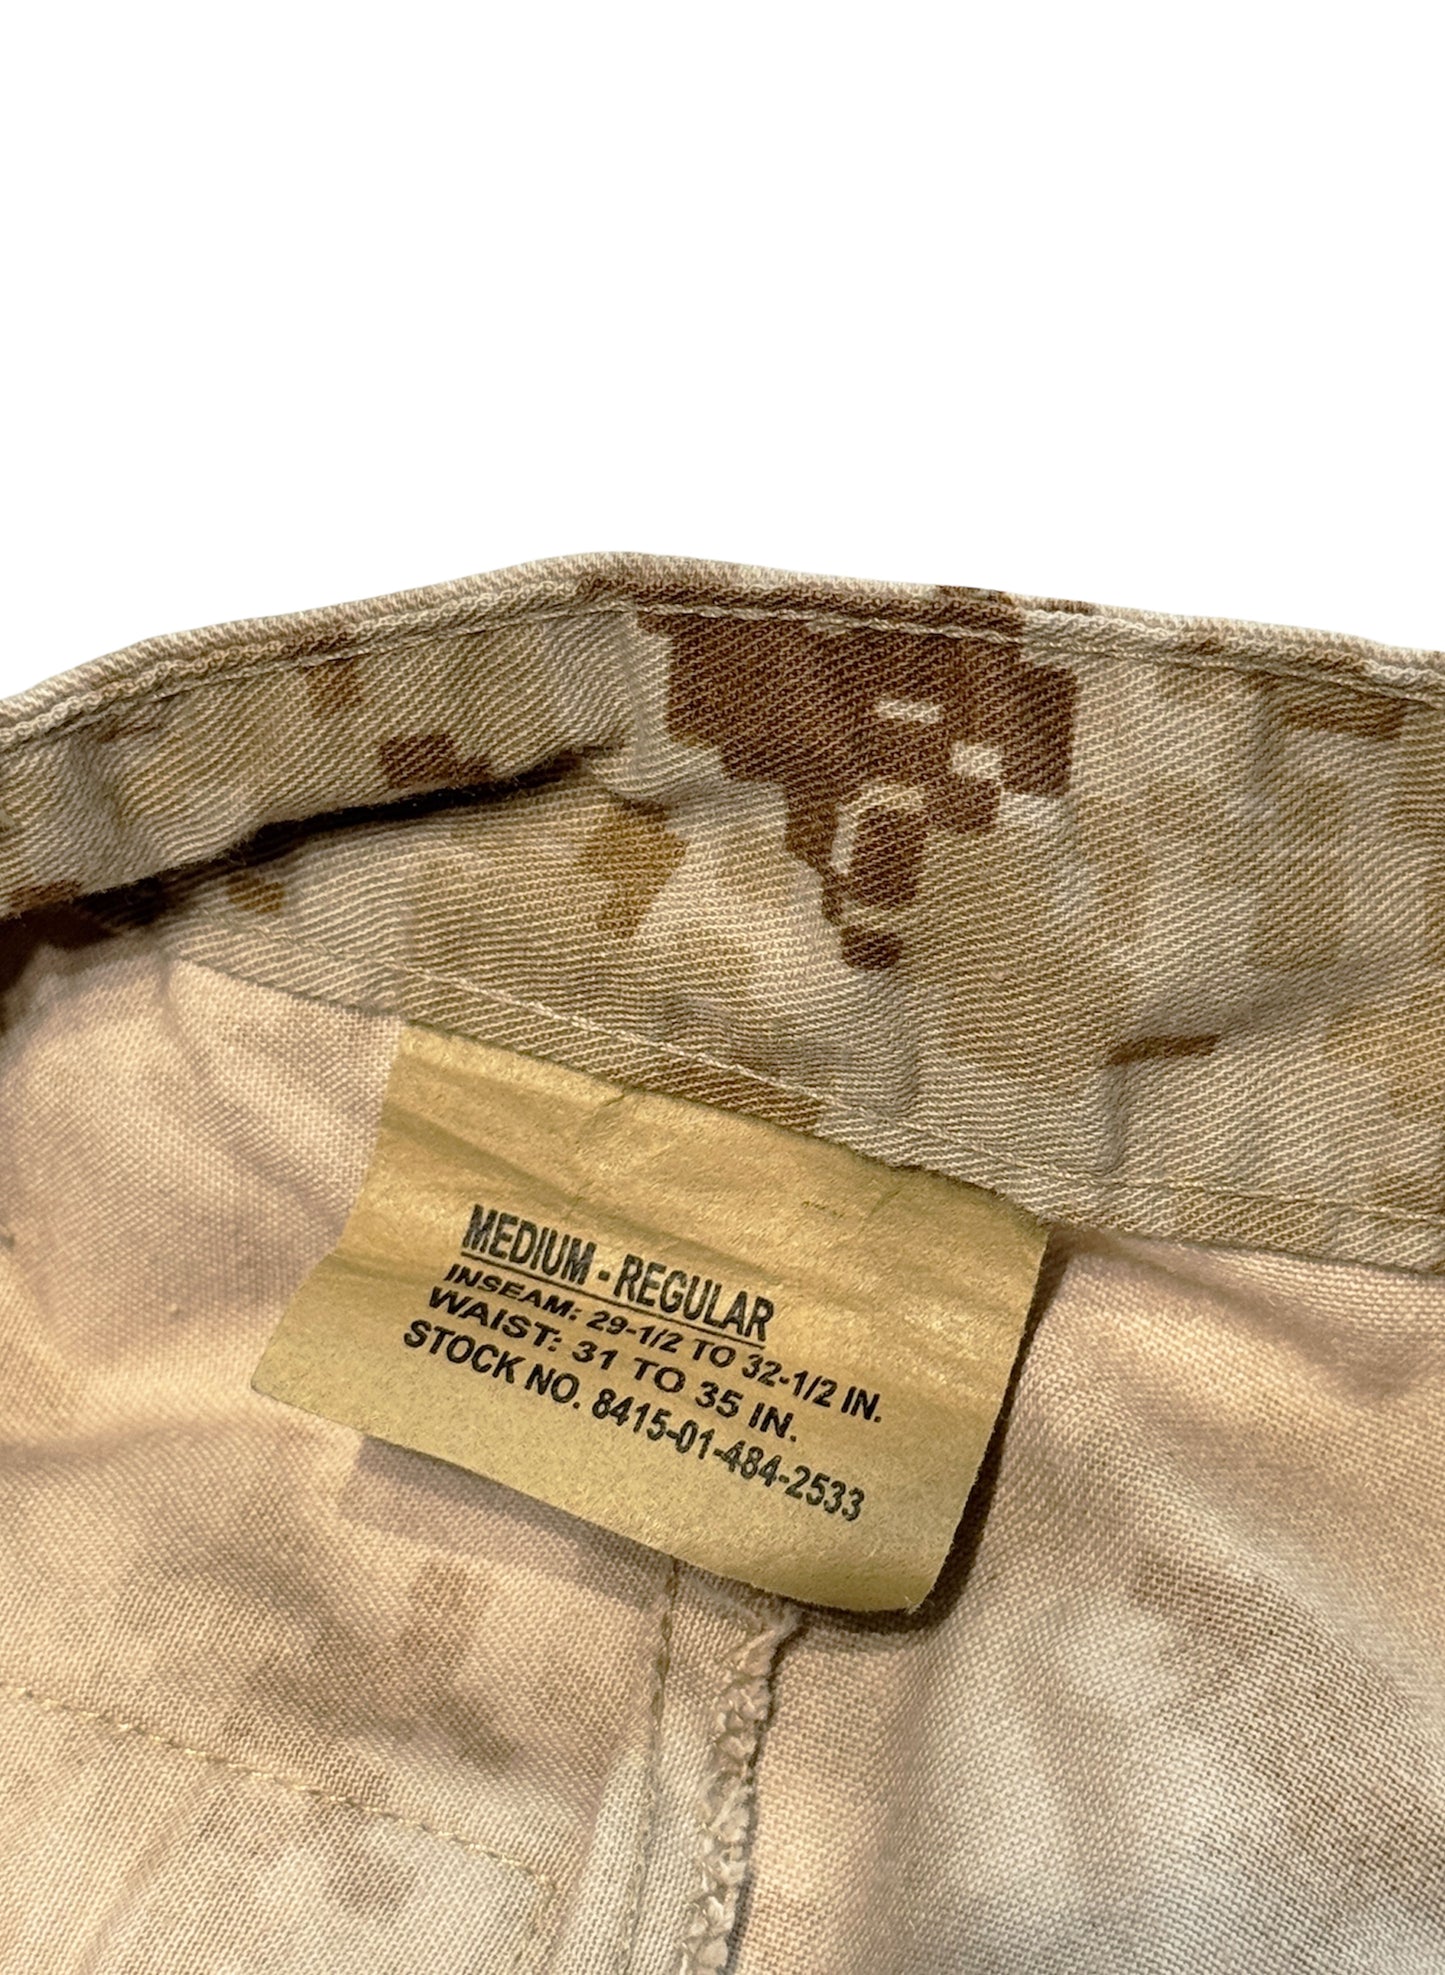 MEDIUM - REGULAR
INSEAM: 29-1/2 TO 32-1/2 IN.
WAIST: 31 TO 35 IN.
STOCK NO. 8415-01-484-2533